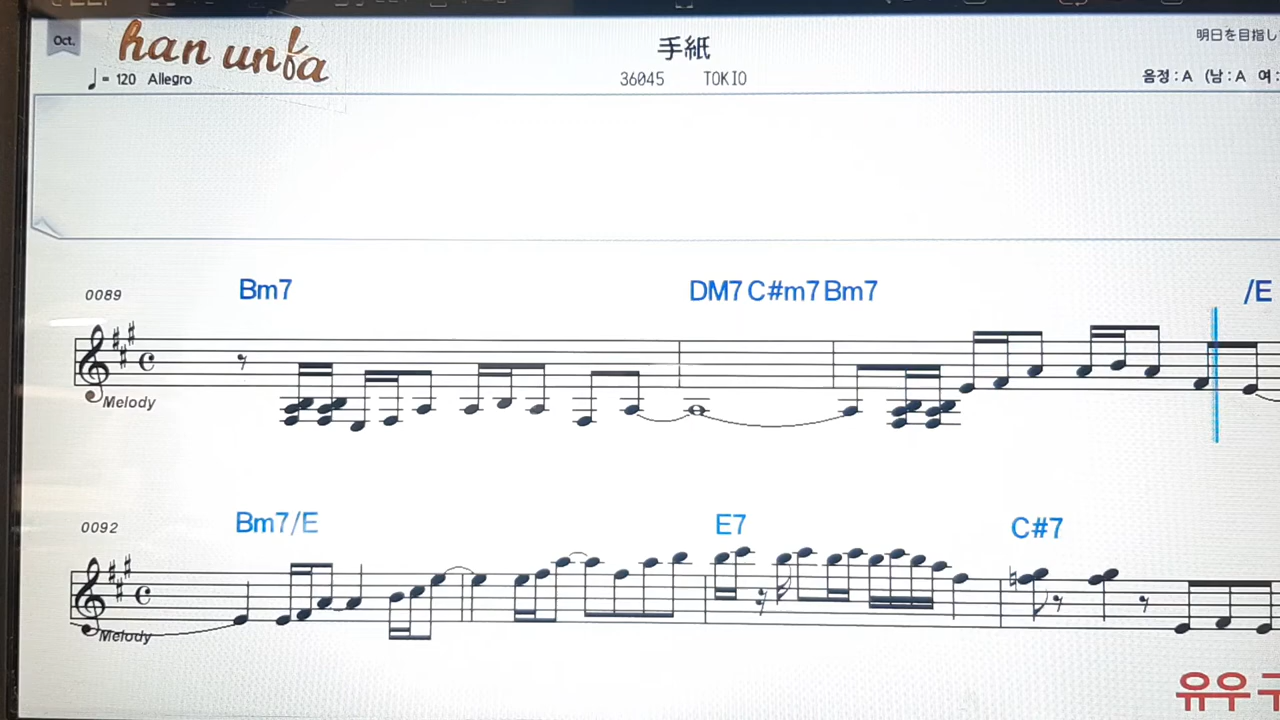 Oct.
han unfa
手紙
明日を目指し
♩= 120 Allegro
36045 TOKIO
음정:A (남:A 여:
0089
Bm7
DM7 C#m7 Bm7
/E
Melody
0092
Bm7/E
E7
C#7
Melody
유우구